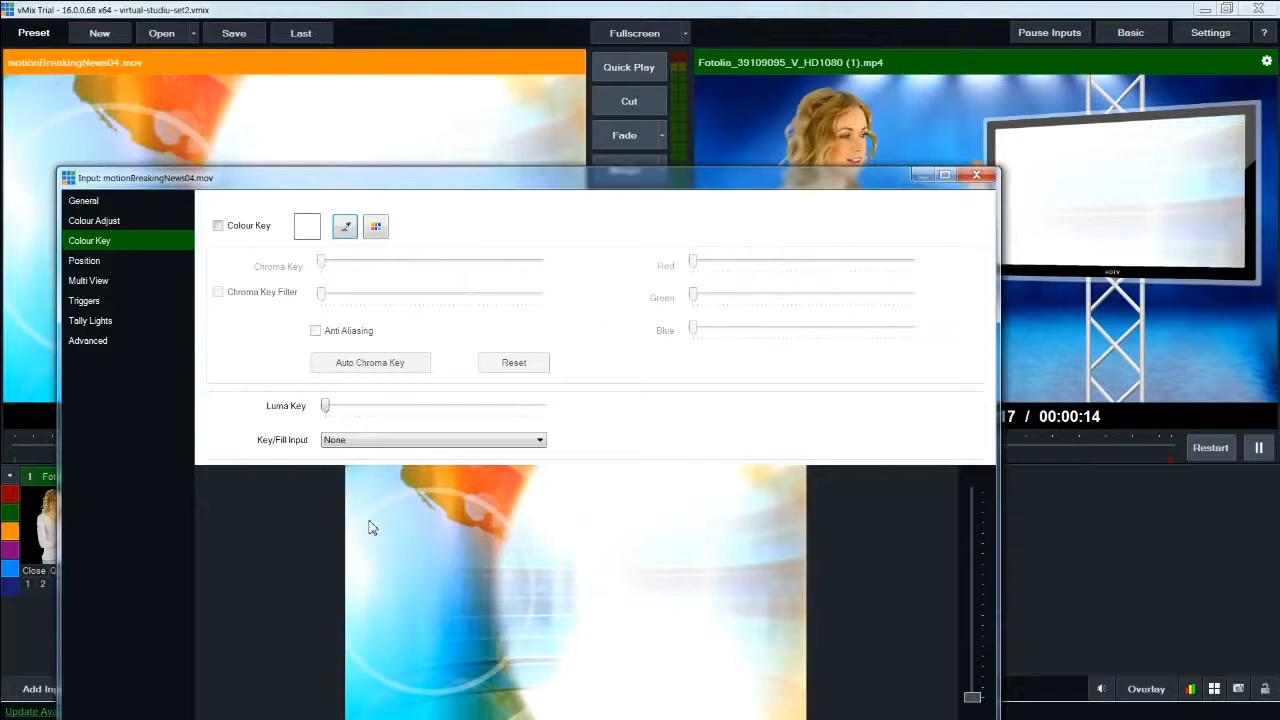 vMix Trial - 16.0.0.68 x64 - virtual-studiu-set2.vmix
Preset New Open Save Last Fullscreen Pause Inputs Basic Settings ?
motionBreakingNews04.mov
Quick Play
Cut
Fade
Fotolia_39109095_V_HD1080 (1).mp4
HDTV
17 / 00:00:14
Restart
Input: motionBreakingNews04.mov
General
Colour Adjust
Colour Key
Position
Multi View
Triggers
Tally Lights
Advanced
Colour Key
Chroma Key
Chroma Key Filter
Anti Aliasing
Auto Chroma Key Reset
Red
Green
Blue
Luma Key
Key/Fill Input None
1 Fot
Close Q
1 2
Add Inp
Overlay
Update Ava